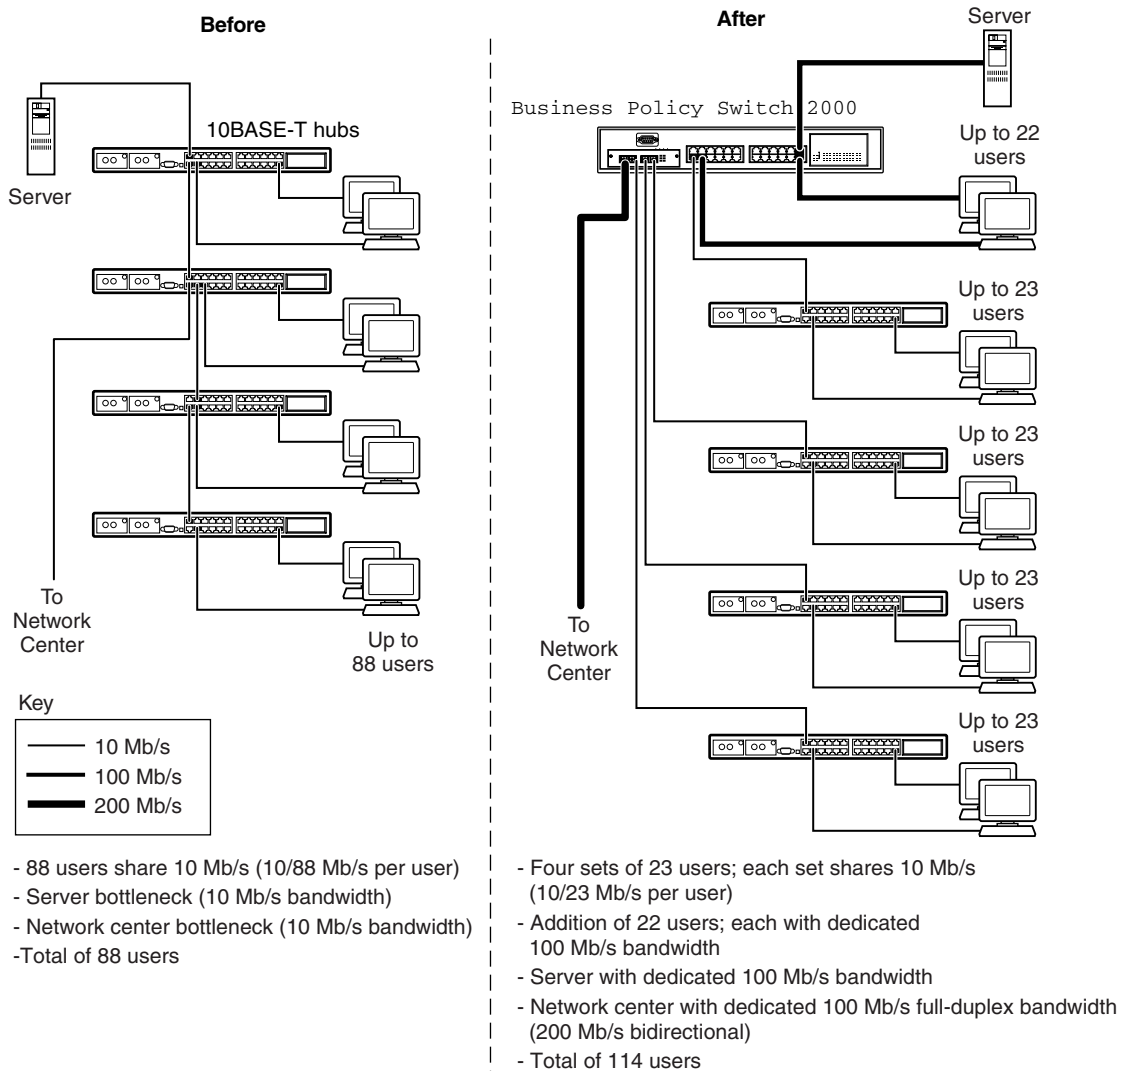 Before
Server
10BASE-T hubs
To
Network
Center
Up to
88 users
Key
10 Mb/s
100 Mb/s
200 Mb/s
- 88 users share 10 Mb/s (10/88 Mb/s per user)
- Server bottleneck (10 Mb/s bandwidth)
- Network center bottleneck (10 Mb/s bandwidth)
-Total of 88 users
After
Server
Business Policy Switch 2000
Up to 22
users
Up to 23
users
Up to 23
users
Up to 23
users
Up to 23
users
To
Network
Center
- Four sets of 23 users; each set shares 10 Mb/s
(10/23 Mb/s per user)
- Addition of 22 users; each with dedicated
100 Mb/s bandwidth
- Server with dedicated 100 Mb/s bandwidth
- Network center with dedicated 100 Mb/s full-duplex bandwidth
(200 Mb/s bidirectional)
- Total of 114 users